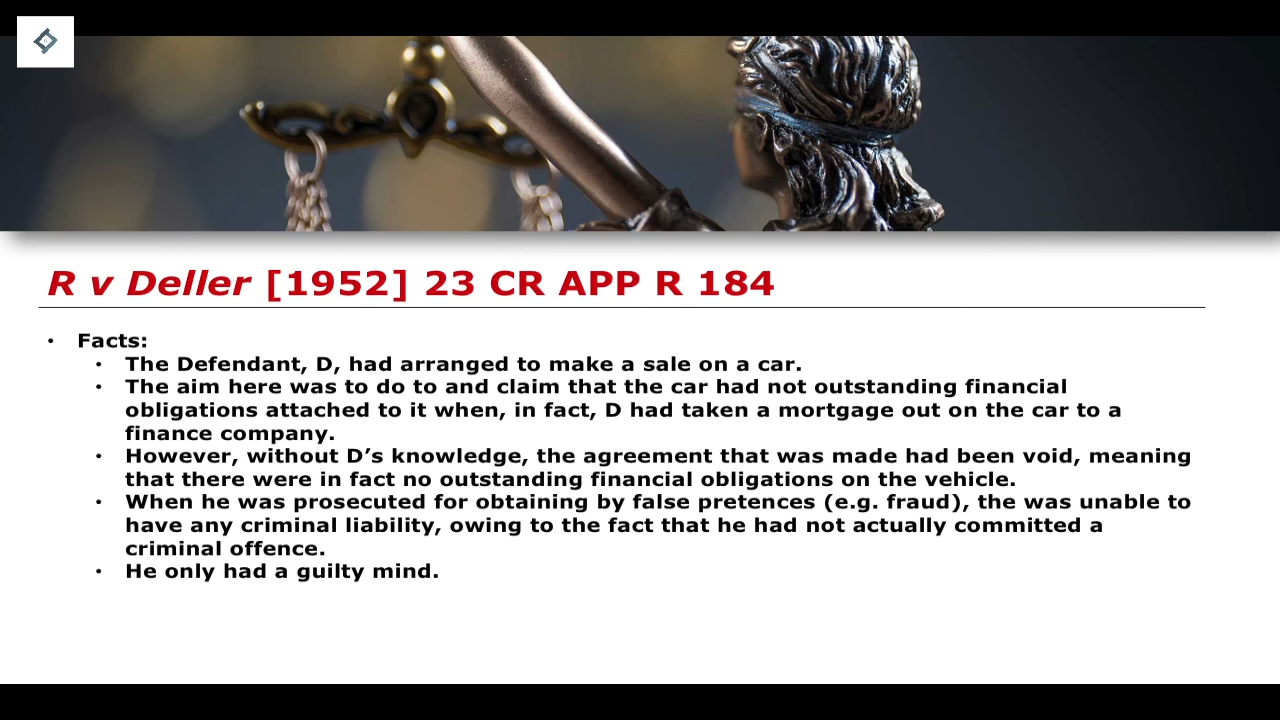 R v Deller [1952] 23 CR APP R 184
• Facts:
• The Defendant, D, had arranged to make a sale on a car.
• The aim here was to do to and claim that the car had not outstanding financial
obligations attached to it when, in fact, D had taken a mortgage out on the car to a
finance company.
• However, without D’s knowledge, the agreement that was made had been void, meaning
that there were in fact no outstanding financial obligations on the vehicle.
• When he was prosecuted for obtaining by false pretences (e.g. fraud), the was unable to
have any criminal liability, owing to the fact that he had not actually committed a
criminal offence.
• He only had a guilty mind.